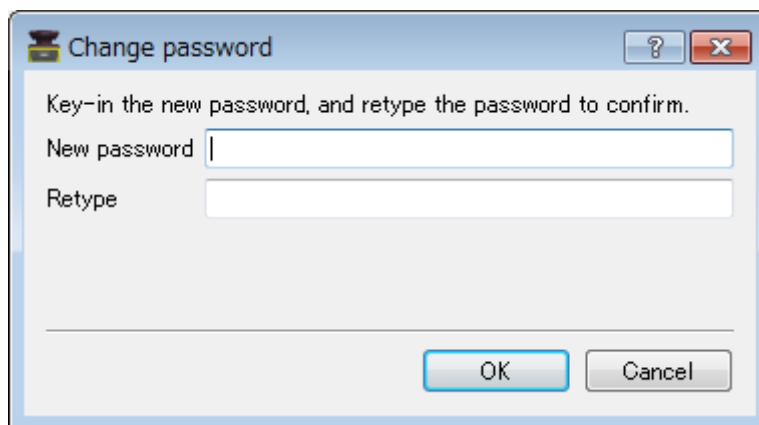 Change password
Key-in the new password, and retype the password to confirm.
New password
Retype
OK
Cancel